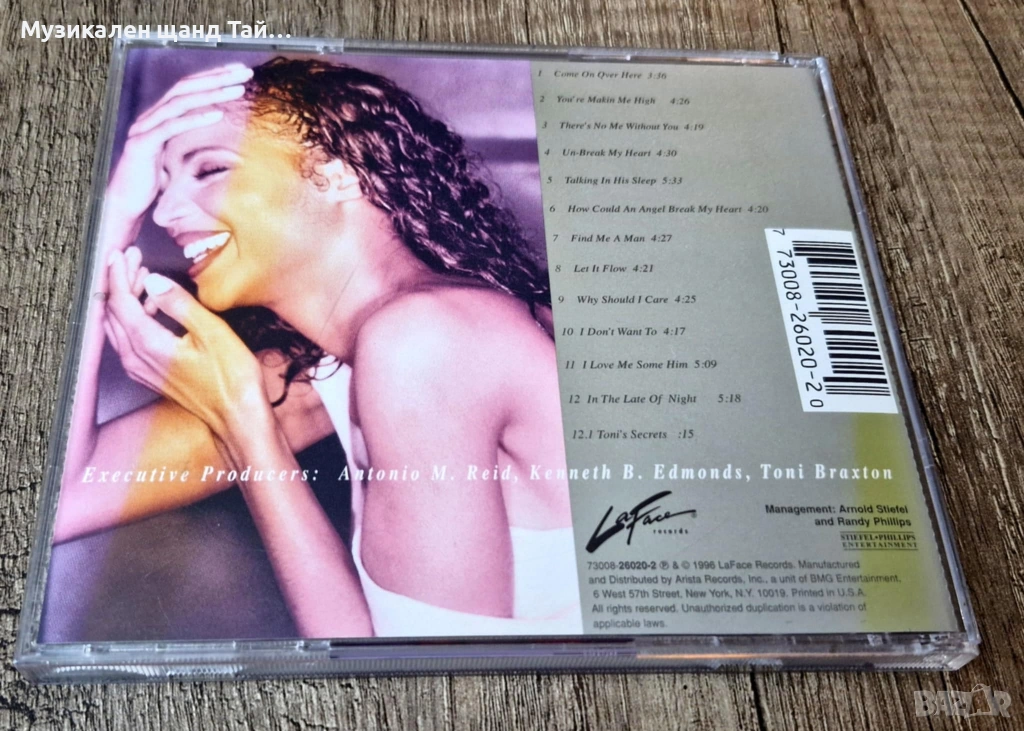 Музикален щанд Тай...
1 Come On Over Here 3:36
2 You're Makin Me High 4:26
3 There's No Me Without You 4:19
4 Un-Break My Heart 4:30
5 Talking In His Sleep 5:33
6 How Could An Angel Break My Heart 4:20
7 Find Me A Man 4:27
8 Let It Flow 4:21
9 Why Should I Care 4:25
10 I Don't Want To 4:17
11 I Love Me Some Him 5:09
12 In The Late Of Night 5:18
12.1 Toni's Secrets :15
7 73008-26020-2 0
Executive Producers: Antonio M. Reid, Kenneth B. Edmonds, Toni Braxton
LaFace
records
Management: Arnold Stiefel
and Randy Phillips
STIEFEL•PHILLIPS
ENTERTAINMENT
73008-26020-2 ℗ & © 1996 LaFace Records. Manufactured
and Distributed by Arista Records, Inc., a unit of BMG Entertainment,
6 West 57th Street, New York, N.Y. 10019. Printed in U.S.A.
All rights reserved. Unauthorized duplication is a violation of
applicable laws.
BAZAR